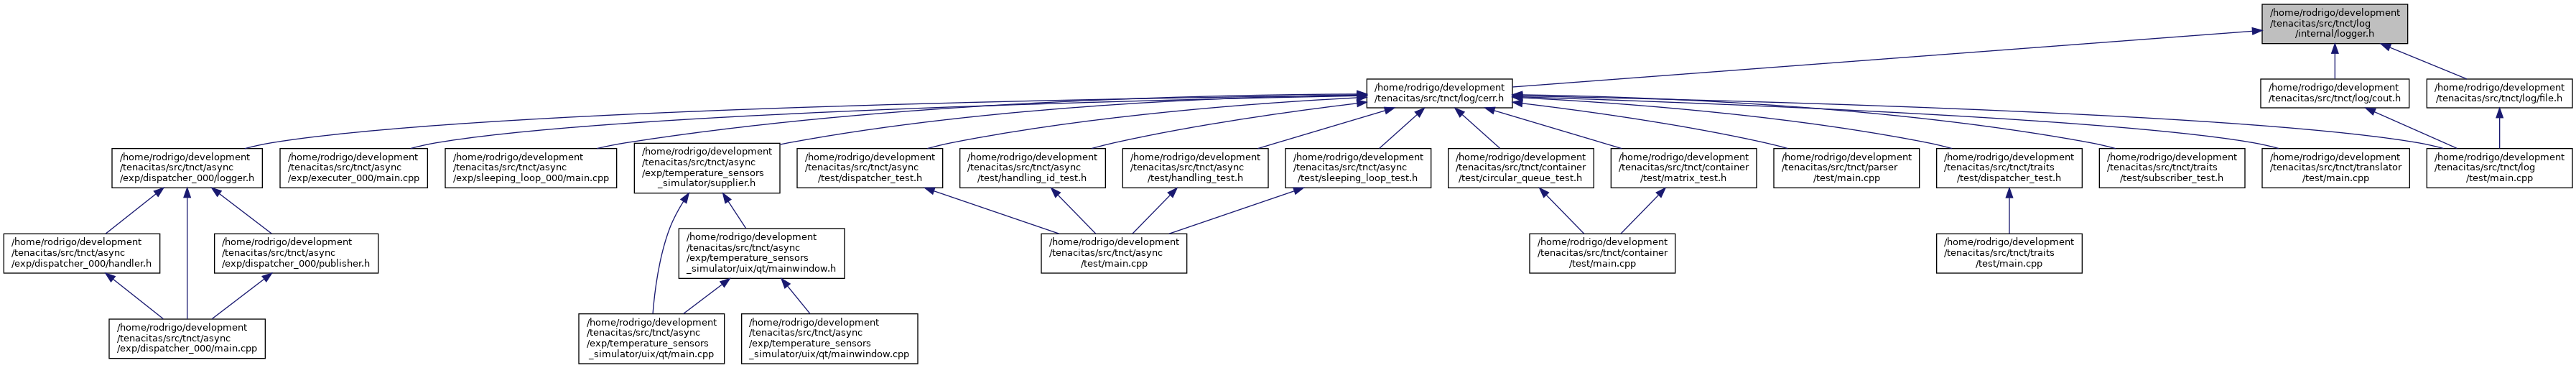 /home/rodrigo/development
/tenacitas/src/tnct/log
/internal/logger.h
/home/rodrigo/development
/tenacitas/src/tnct/log/cerr.h
/home/rodrigo/development
/tenacitas/src/tnct/log/cout.h
/home/rodrigo/development
/tenacitas/src/tnct/log/file.h
/home/rodrigo/development
/tenacitas/src/tnct/async
/exp/dispatcher_000/logger.h
/home/rodrigo/development
/tenacitas/src/tnct/async
/exp/executer_000/main.cpp
/home/rodrigo/development
/tenacitas/src/tnct/async
/exp/sleeping_loop_000/main.cpp
/home/rodrigo/development
/tenacitas/src/tnct/async
/exp/temperature_sensors
_simulator/supplier.h
/home/rodrigo/development
/tenacitas/src/tnct/async
/test/dispatcher_test.h
/home/rodrigo/development
/tenacitas/src/tnct/async
/test/handling_id_test.h
/home/rodrigo/development
/tenacitas/src/tnct/async
/test/handling_test.h
/home/rodrigo/development
/tenacitas/src/tnct/async
/test/sleeping_loop_test.h
/home/rodrigo/development
/tenacitas/src/tnct/container
/test/circular_queue_test.h
/home/rodrigo/development
/tenacitas/src/tnct/container
/test/matrix_test.h
/home/rodrigo/development
/tenacitas/src/tnct/parser
/test/main.cpp
/home/rodrigo/development
/tenacitas/src/tnct/traits
/test/dispatcher_test.h
/home/rodrigo/development
/tenacitas/src/tnct/traits
/test/subscriber_test.h
/home/rodrigo/development
/tenacitas/src/tnct/translator
/test/main.cpp
/home/rodrigo/development
/tenacitas/src/tnct/log
/test/main.cpp
/home/rodrigo/development
/tenacitas/src/tnct/async
/exp/dispatcher_000/handler.h
/home/rodrigo/development
/tenacitas/src/tnct/async
/exp/dispatcher_000/publisher.h
/home/rodrigo/development
/tenacitas/src/tnct/async
/exp/temperature_sensors
_simulator/uix/qt/mainwindow.h
/home/rodrigo/development
/tenacitas/src/tnct/async
/test/main.cpp
/home/rodrigo/development
/tenacitas/src/tnct/container
/test/main.cpp
/home/rodrigo/development
/tenacitas/src/tnct/traits
/test/main.cpp
/home/rodrigo/development
/tenacitas/src/tnct/async
/exp/dispatcher_000/main.cpp
/home/rodrigo/development
/tenacitas/src/tnct/async
/exp/temperature_sensors
_simulator/uix/qt/main.cpp
/home/rodrigo/development
/tenacitas/src/tnct/async
/exp/temperature_sensors
_simulator/uix/qt/mainwindow.cpp